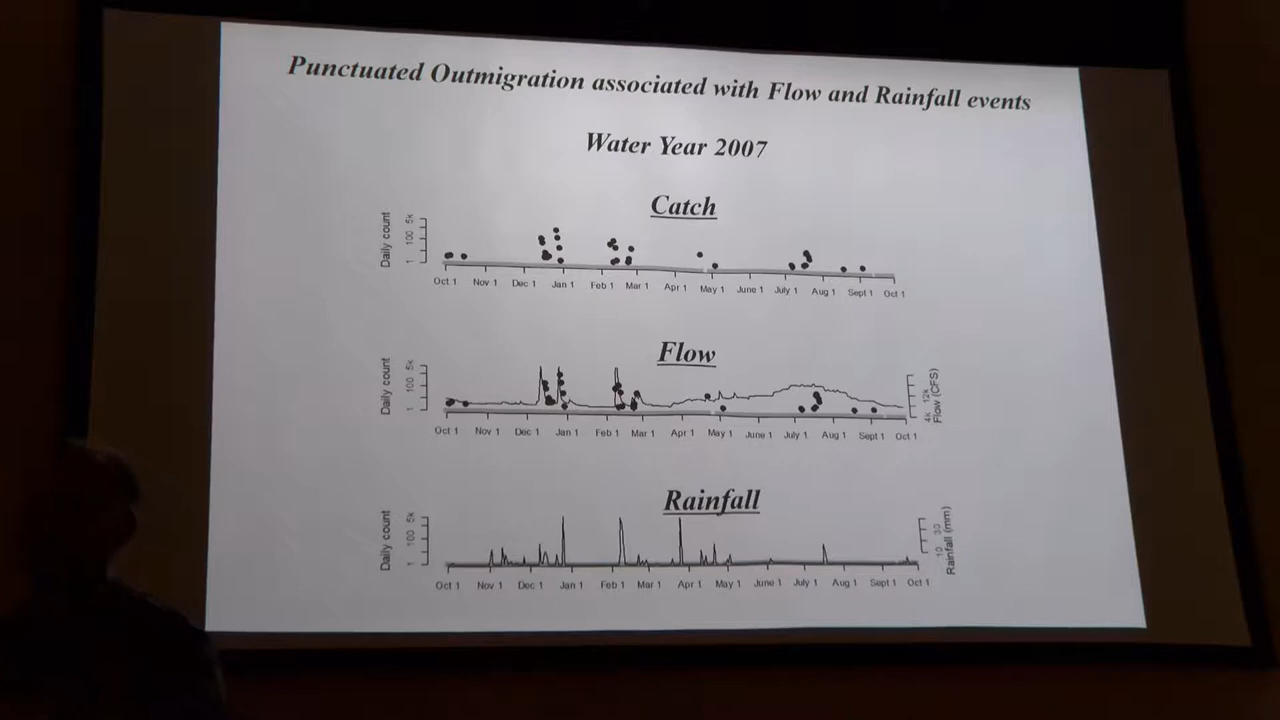 Punctuated Outmigration associated with Flow and Rainfall events
Water Year 2007
Catch
Daily count
1 100 5k
Oct 1 Nov 1 Dec 1 Jan 1 Feb 1 Mar 1 Apr 1 May 1 June 1 July 1 Aug 1 Sept 1 Oct 1
Flow
Daily count
1 100 5k
4k 12k
Flow (CFS)
Oct 1 Nov 1 Dec 1 Jan 1 Feb 1 Mar 1 Apr 1 May 1 June 1 July 1 Aug 1 Sept 1 Oct 1
Rainfall
Daily count
1 100 5k
10 30
Rainfall (mm)
Oct 1 Nov 1 Dec 1 Jan 1 Feb 1 Mar 1 Apr 1 May 1 June 1 July 1 Aug 1 Sept 1 Oct 1